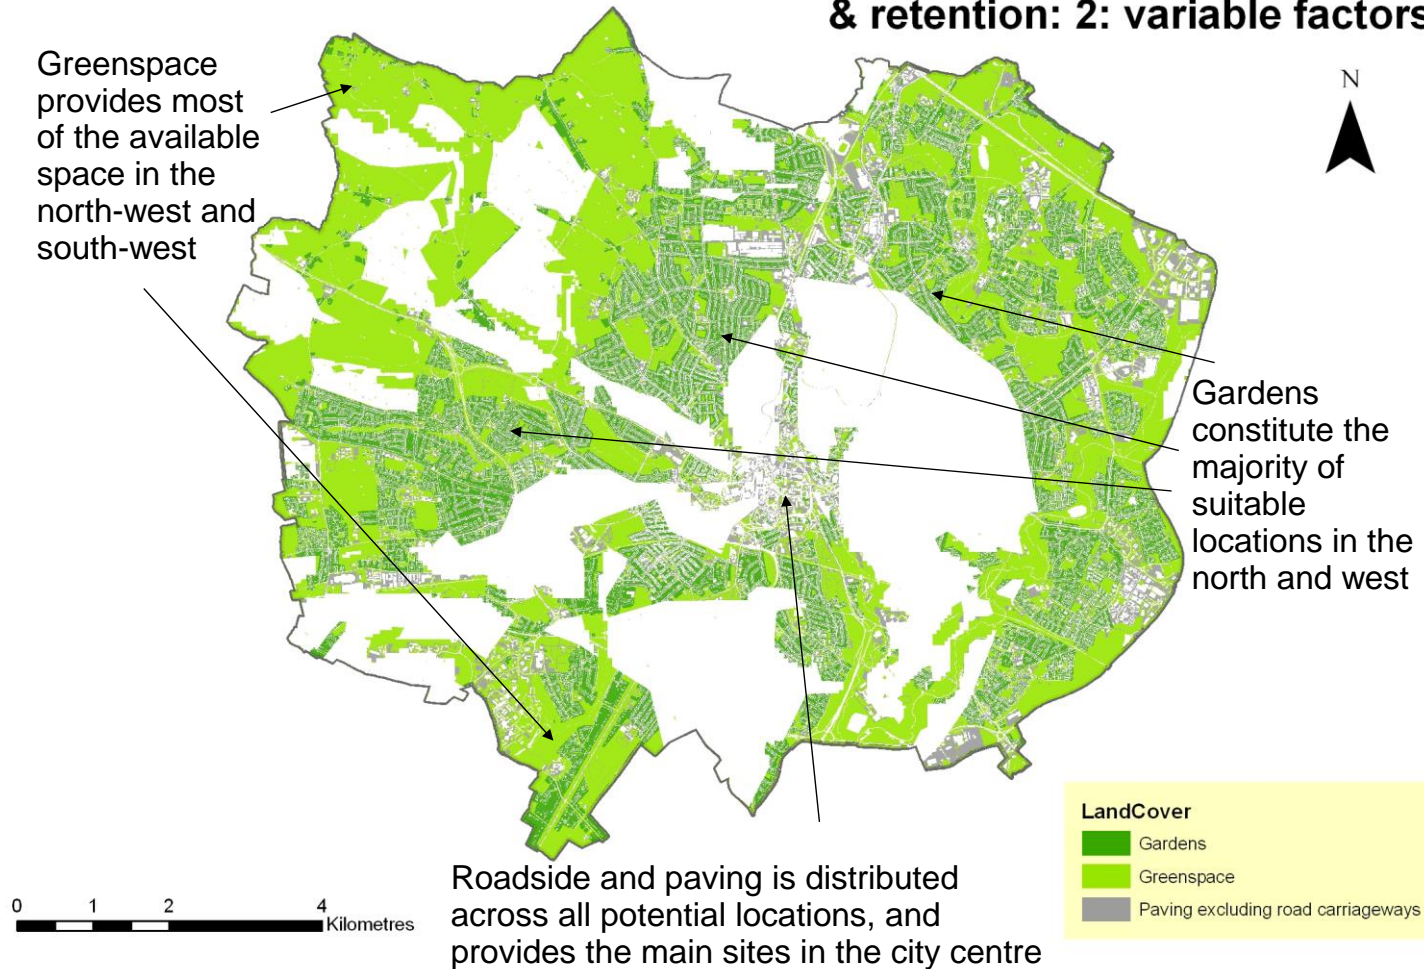 & retention: 2: variable factors
Greenspace
provides most
of the available
space in the
north-west and
south-west
N
Gardens
constitute the
majority of
suitable
locations in the
north and west
LandCover
Gardens
Greenspace
Paving excluding road carriageways
0 1 2 4
Kilometres
Roadside and paving is distributed
across all potential locations, and
provides the main sites in the city centre